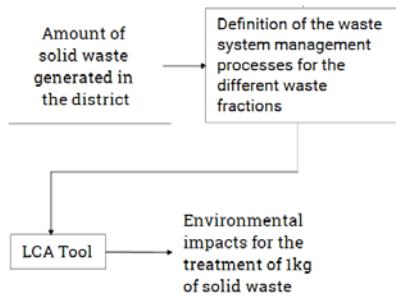 Amount of
solid waste
generated in
the district
Definition of the waste
system management
processes for the
different waste
fractions
LCA Tool
Environmental
impacts for the
treatment of 1kg
of solid waste